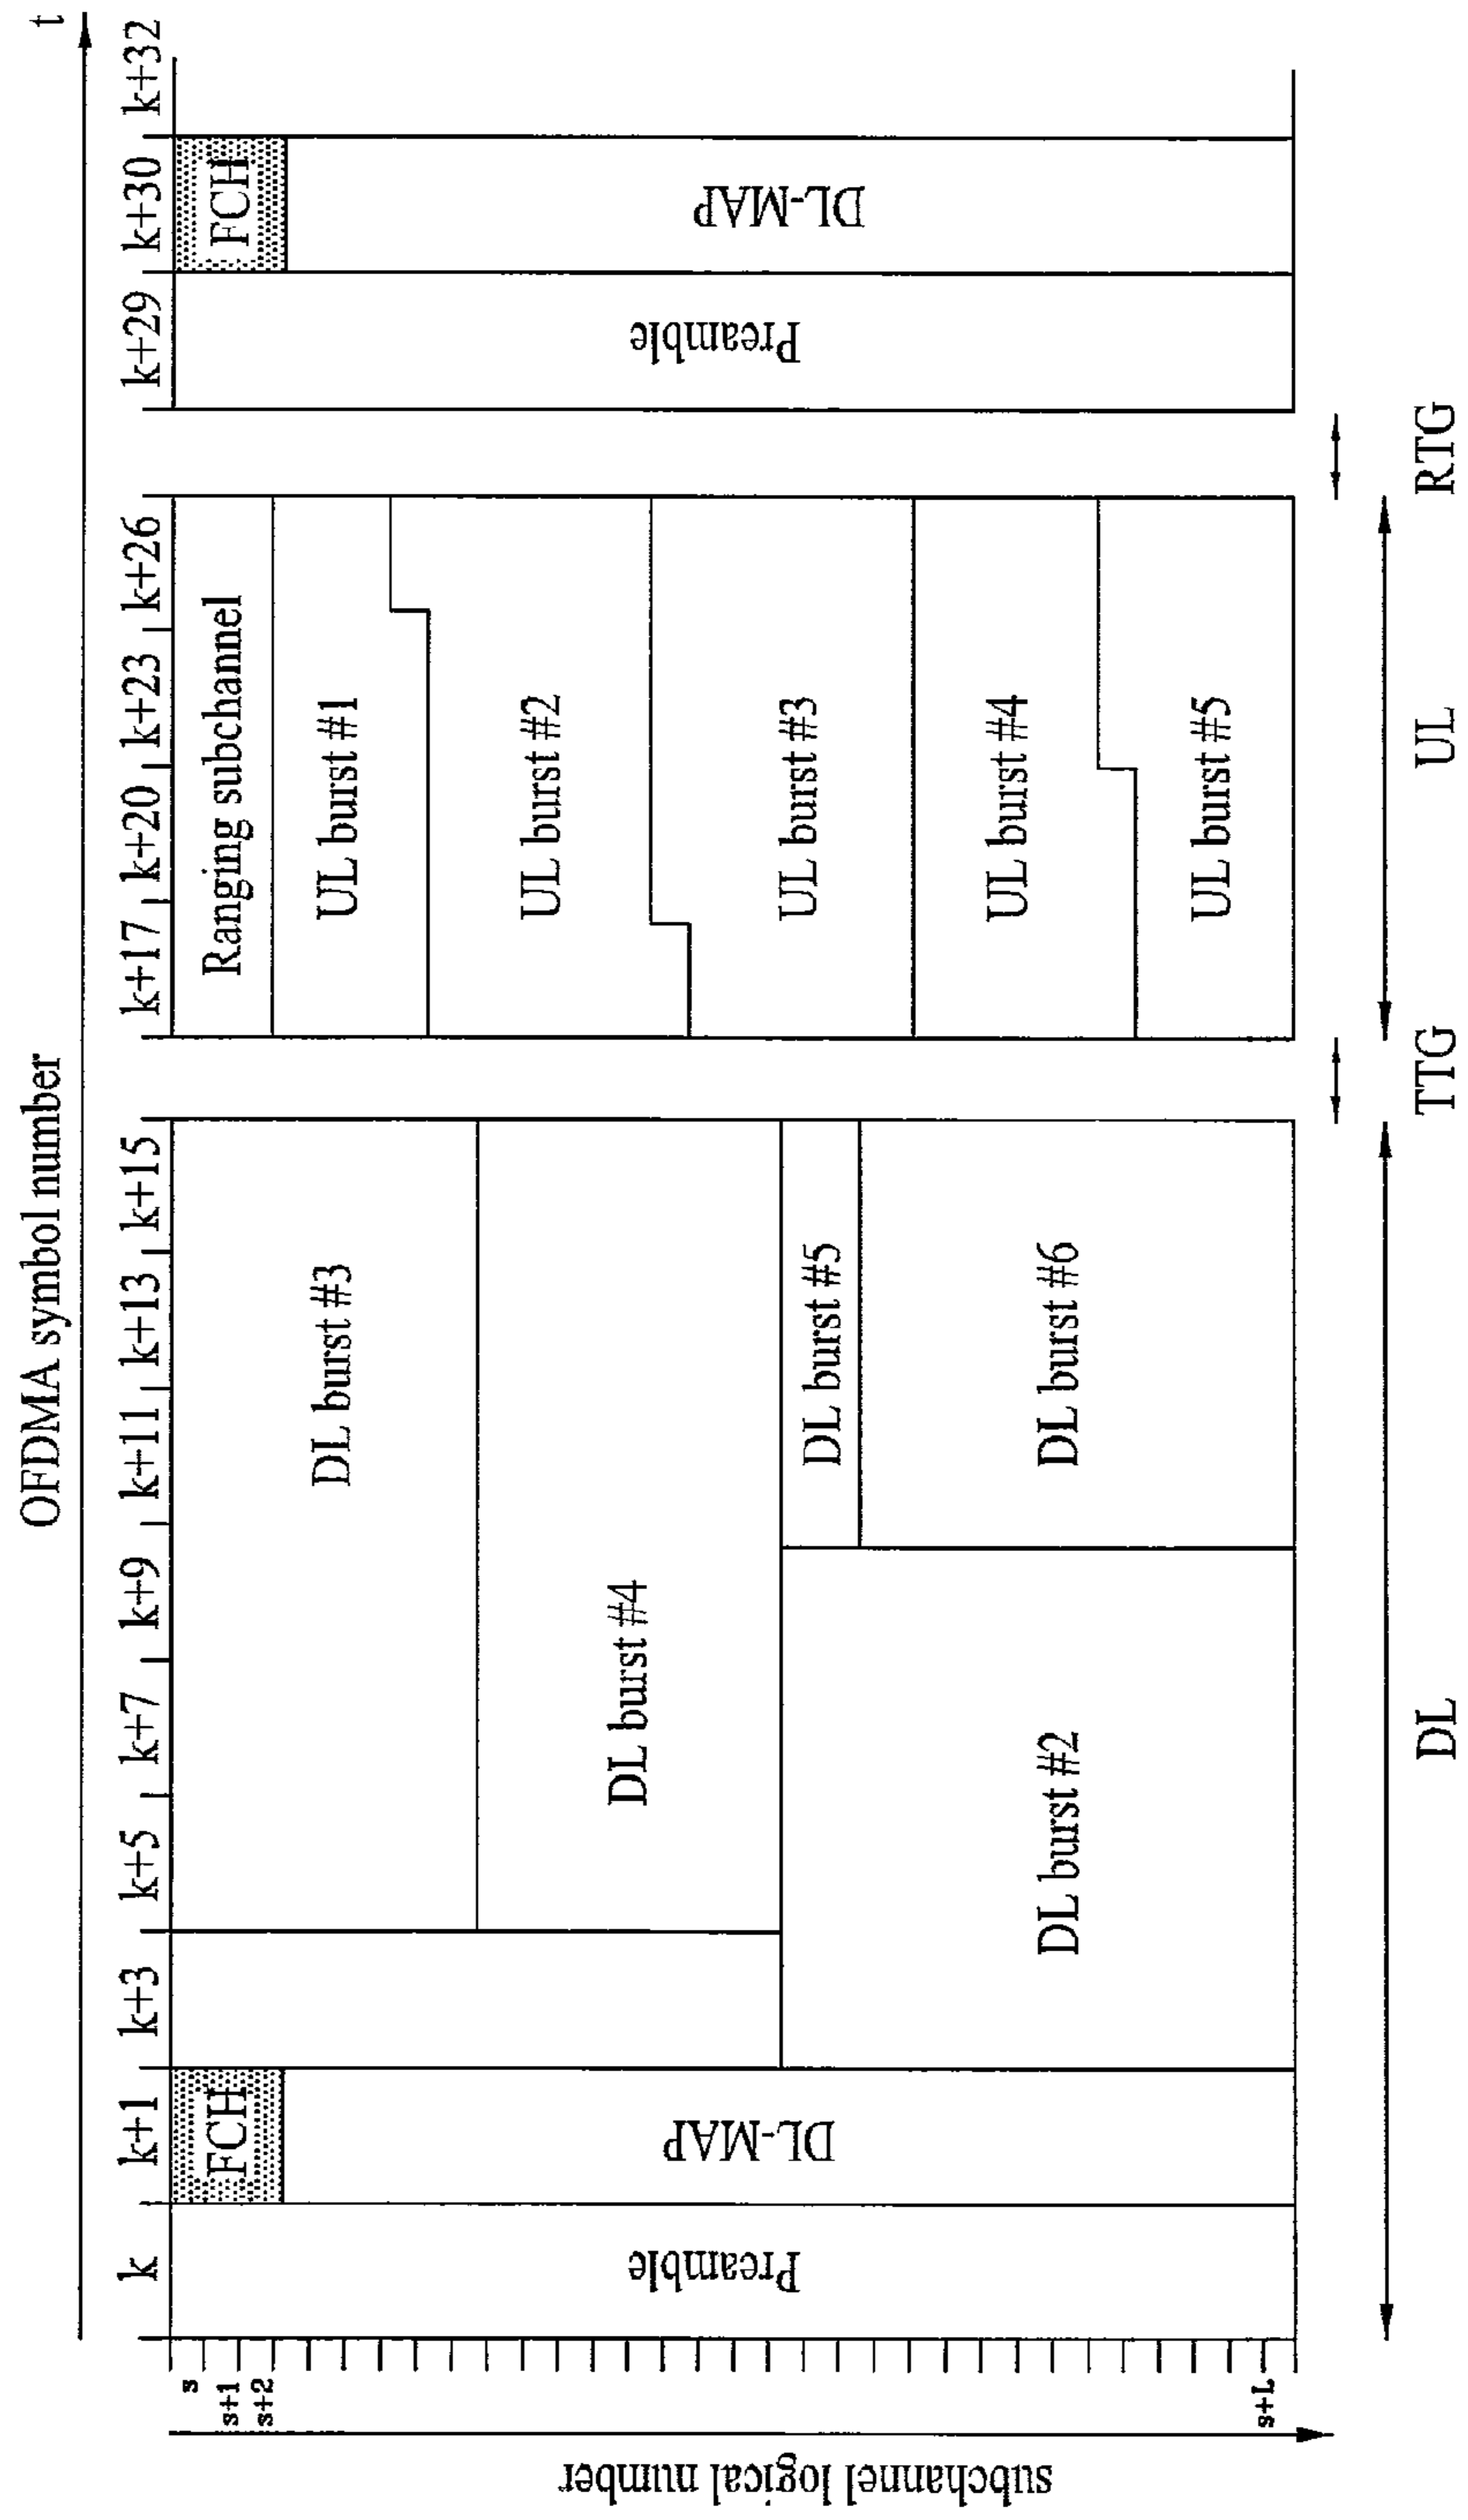 OFDMA symbol number
t
k k+1 k+3 k+5 k+7 k+9 k+11 k+13 k+15 k+17 k+20 k+23 k+26 k+29 k+30 k+32
subchannel logical number
s
s+1
s+2
s+L
Preamble
FCH
DL-MAP
DL burst #3
DL burst #4
DL burst #2
DL burst #5
DL burst #6
Ranging subchannel
UL burst #1
UL burst #2
UL burst #3
UL burst #4
UL burst #5
Preamble
FCH
DL-MAP
DL
TTG
UL
RTG